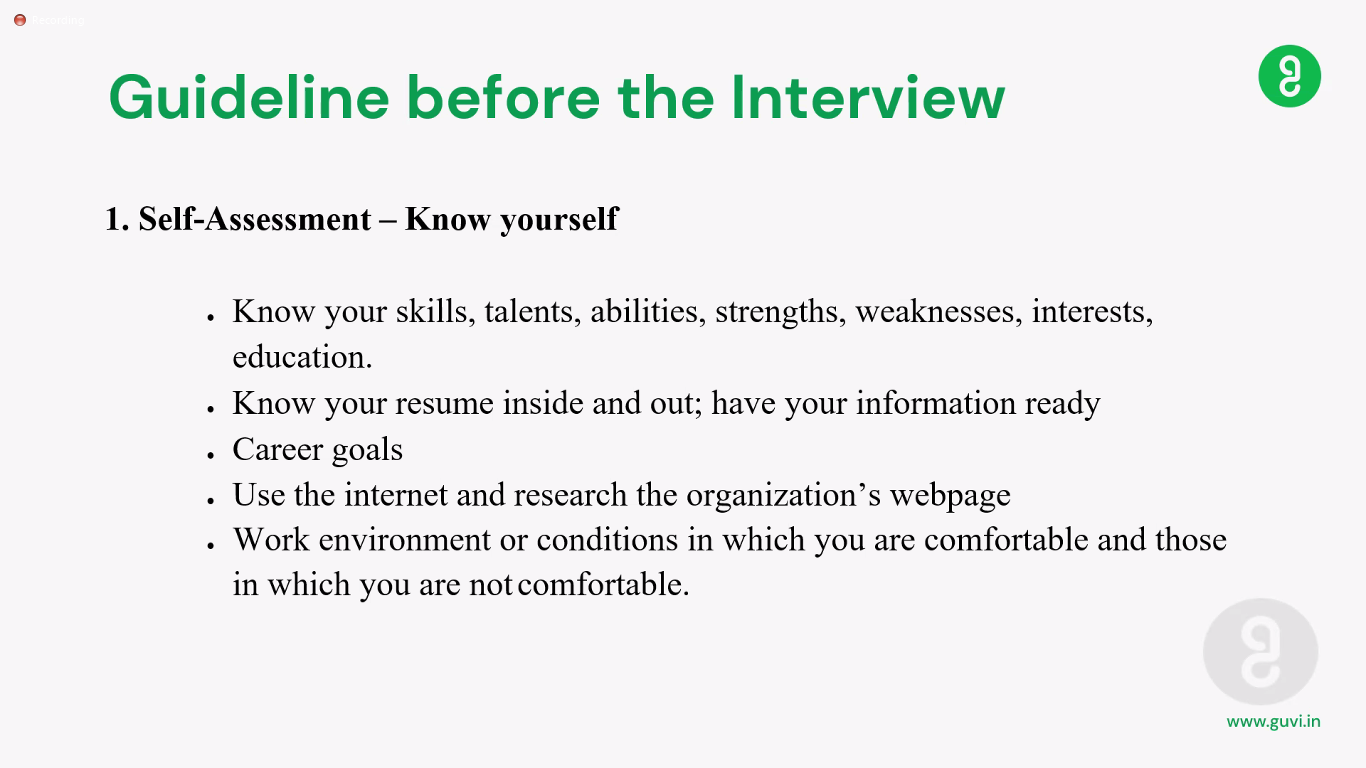 Recording
Guideline before the Interview
1. Self-Assessment – Know yourself
• Know your skills, talents, abilities, strengths, weaknesses, interests,
education.
• Know your resume inside and out; have your information ready
• Career goals
• Use the internet and research the organization’s webpage
• Work environment or conditions in which you are comfortable and those
in which you are not comfortable.
www.guvi.in